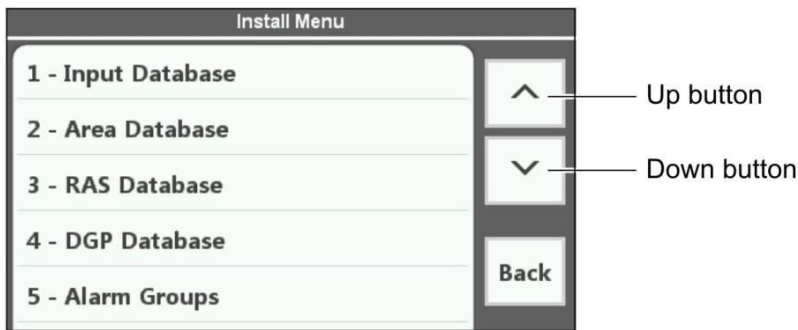 Install Menu
1 - Input Database
2 - Area Database
3 - RAS Database
4 - DGP Database
5 - Alarm Groups
Up button
Down button
Back